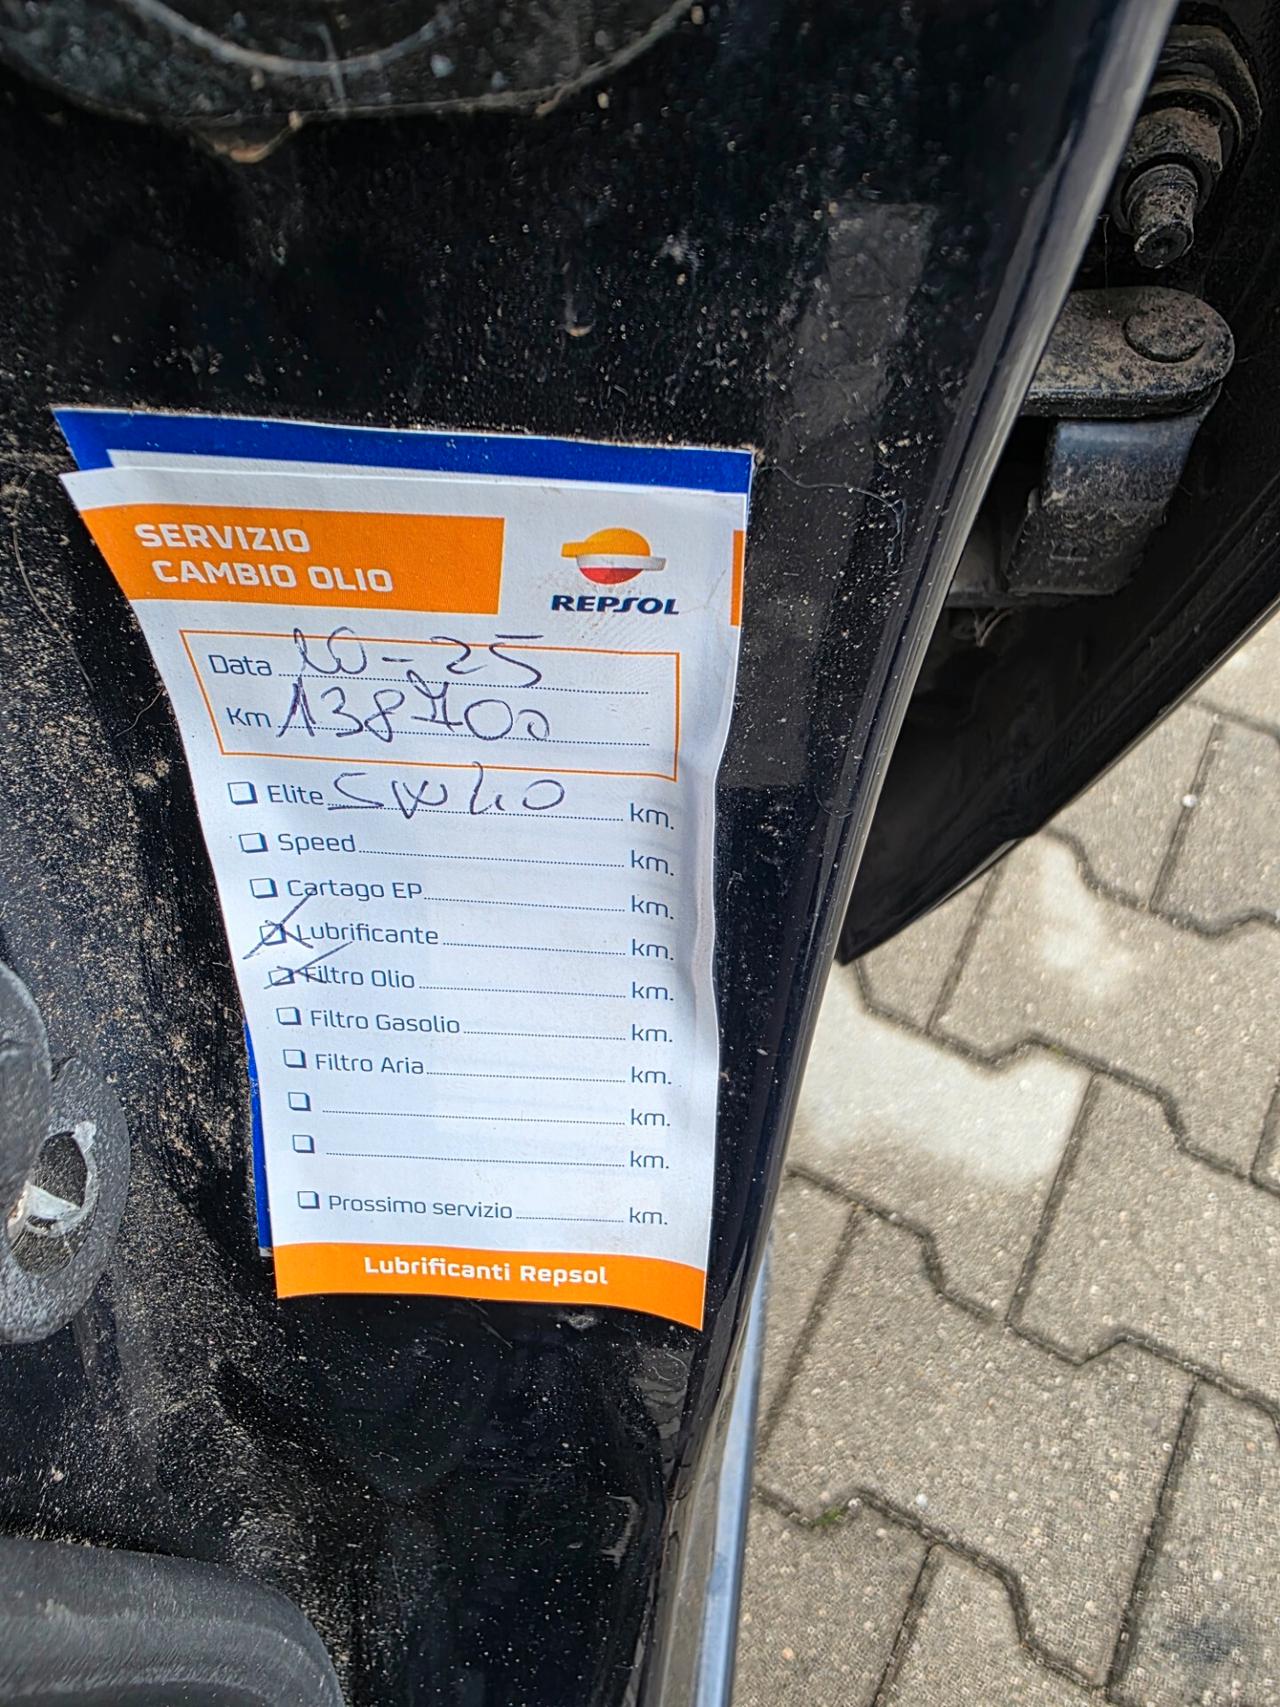 SERVIZIO
CAMBIO OLIO
REPSOL
Data 10-25
Km 138700
Elite 5W40 km.
Speed km.
Cartago EP km.
Lubrificante km.
Filtro Olio km.
Filtro Gasolio km.
Filtro Aria km.
km.
km.
Prossimo servizio km.
Lubrificanti Repsol